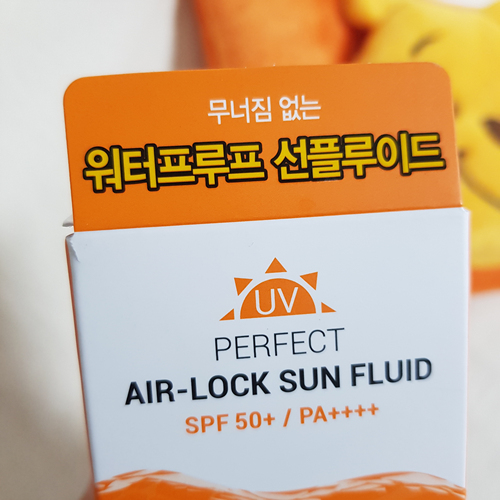 무너짐 없는
워터프루프 선플루이드
UV
PERFECT
AIR-LOCK SUN FLUID
SPF 50+ / PA++++